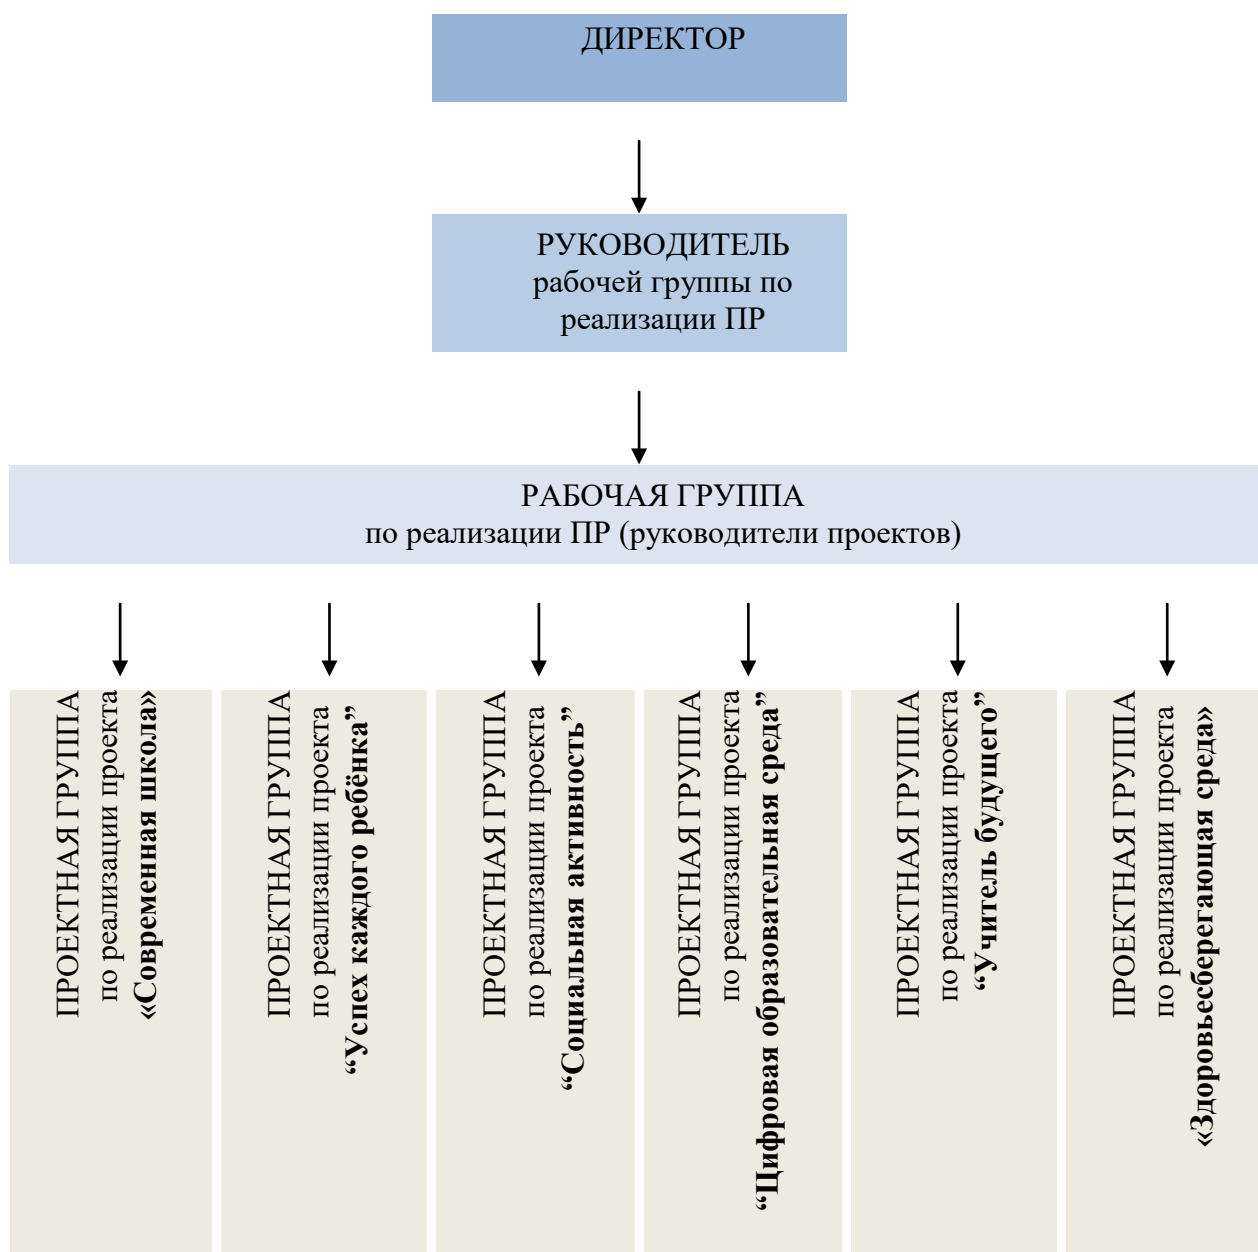 ДИРЕКТОР
РУКОВОДИТЕЛЬ
рабочей группы по
реализации ПР
РАБОЧАЯ ГРУППА
по реализации ПР (руководители проектов)
ПРОЕКТНАЯ ГРУППА
по реализации проекта
«Современная школа»
ПРОЕКТНАЯ ГРУППА
по реализации проекта
“Успех каждого ребёнка”
ПРОЕКТНАЯ ГРУППА
по реализации проекта
“Социальная активность”
ПРОЕКТНАЯ ГРУППА
по реализации проекта
“Цифровая образовательная среда”
ПРОЕКТНАЯ ГРУППА
по реализации проекта
“Учитель будущего”
ПРОЕКТНАЯ ГРУППА
по реализации проекта
«Здоровьесберегающая среда»